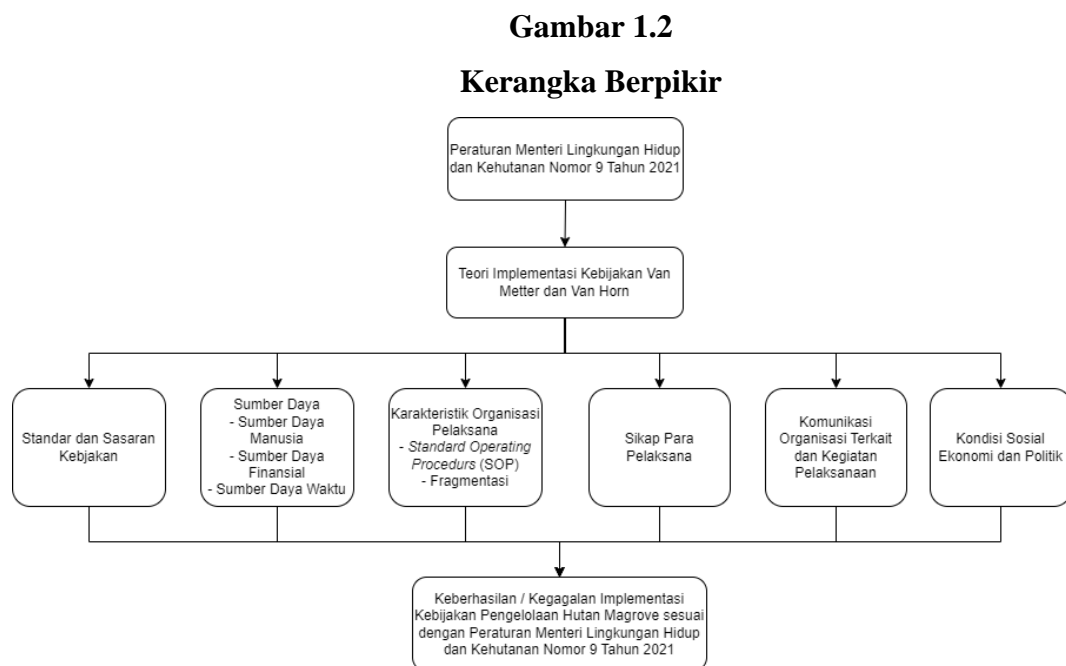 Gambar 1.2
Kerangka Berpikir
Peraturan Menteri Lingkungan Hidup
dan Kehutanan Nomor 9 Tahun 2021
Teori Implementasi Kebijakan Van
Metter dan Van Horn
Standar dan Sasaran
Kebjakan
Sumber Daya
- Sumber Daya
Manusia
- Sumber Daya
Finansial
- Sumber Daya Waktu
Karakteristik Organisasi
Pelaksana
- Standard Operating
Procedurs (SOP)
- Fragmentasi
Sikap Para
Pelaksana
Komunikasi
Organisasi Terkait
dan Kegiatan
Pelaksanaan
Kondisi Sosial
Ekonomi dan Politik
Keberhasilan / Kegagalan Implementasi
Kebijakan Pengelolaan Hutan Magrove sesuai
dengan Peraturan Menteri Lingkungan Hidup
dan Kehutanan Nomor 9 Tahun 2021